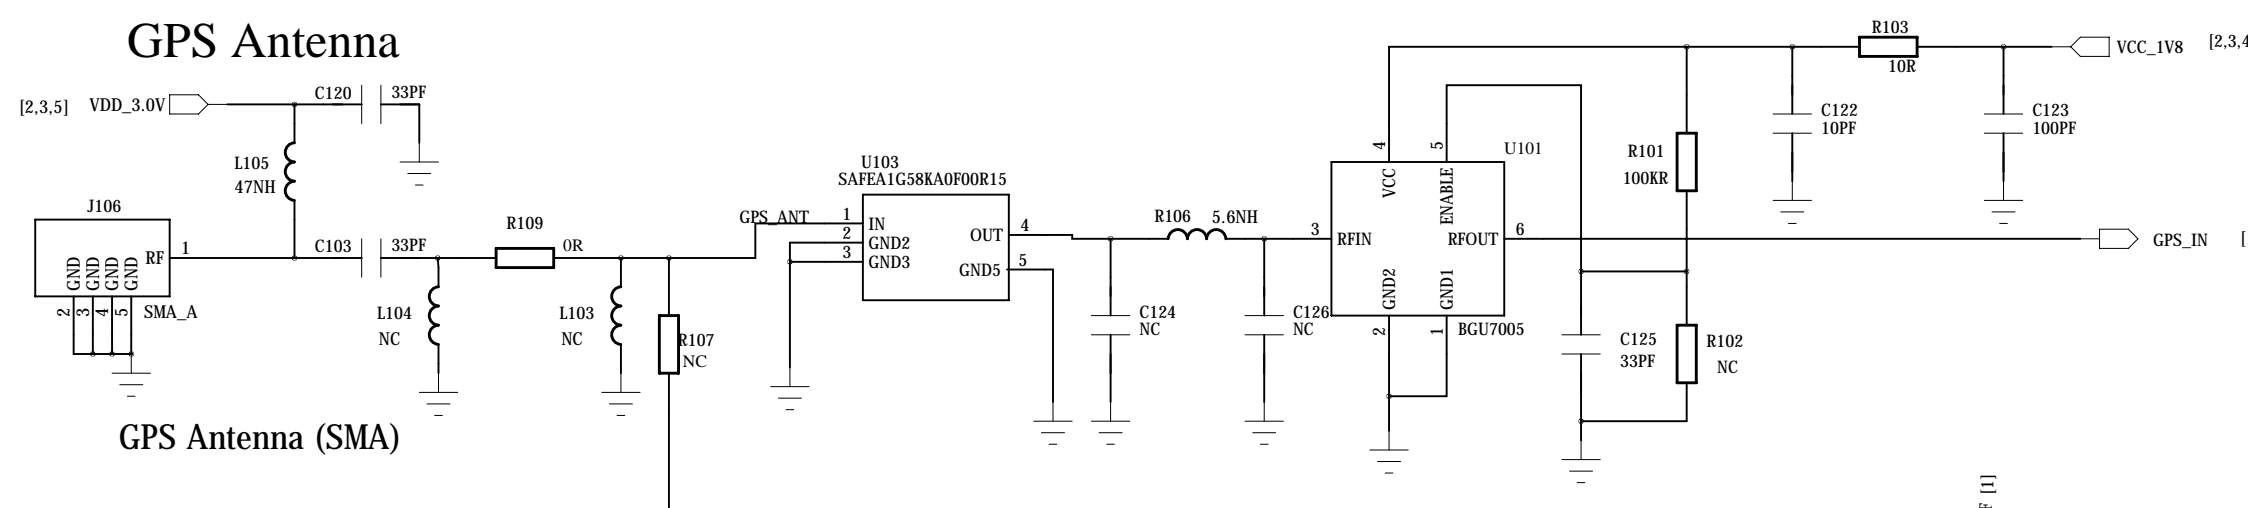 GPS Antenna
[2,3,5] VDD_3.0V
C120 33PF
L105
47NH
J106
RF 1
GND GND GND GND
2 3 4 5
SMA_A
C103 33PF
R109
0R
L104
NC
L103
NC
R107
NC
GPS_ANT
U103
SAFEA1G58KA0F00R15
1 IN
2 GND2
3 GND3
OUT 4
GND5 5
R106 5.6NH
C124
NC
C126
NC
U101
4 VCC
5 ENABLE
3 RFIN
RFOUT 6
GND2 2
GND1 1
BGU7005
R101
100KR
R102
NC
C125
33PF
C122
10PF
R103
10R
C123
100PF
VCC_1V8 [2,3,4
GPS_IN [
GPS Antenna (SMA)
[1]